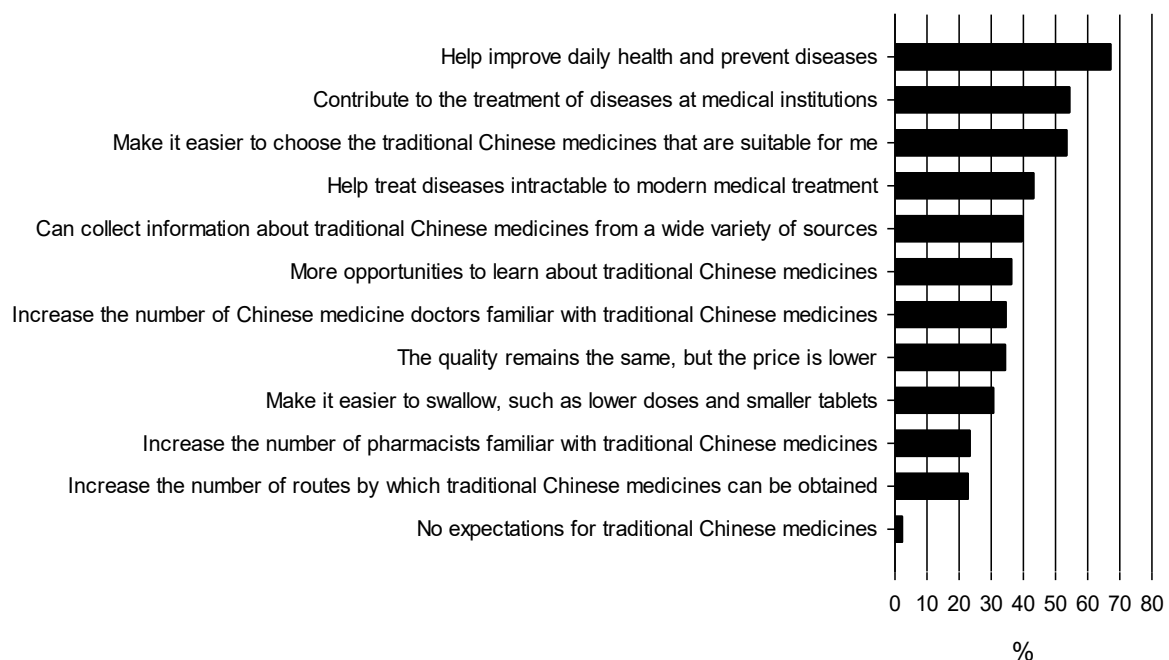 Help improve daily health and prevent diseases
Contribute to the treatment of diseases at medical institutions
Make it easier to choose the traditional Chinese medicines that are suitable for me
Help treat diseases intractable to modern medical treatment
Can collect information about traditional Chinese medicines from a wide variety of sources
More opportunities to learn about traditional Chinese medicines
Increase the number of Chinese medicine doctors familiar with traditional Chinese medicines
The quality remains the same, but the price is lower
Make it easier to swallow, such as lower doses and smaller tablets
Increase the number of pharmacists familiar with traditional Chinese medicines
Increase the number of routes by which traditional Chinese medicines can be obtained
No expectations for traditional Chinese medicines
0 10 20 30 40 50 60 70 80
%